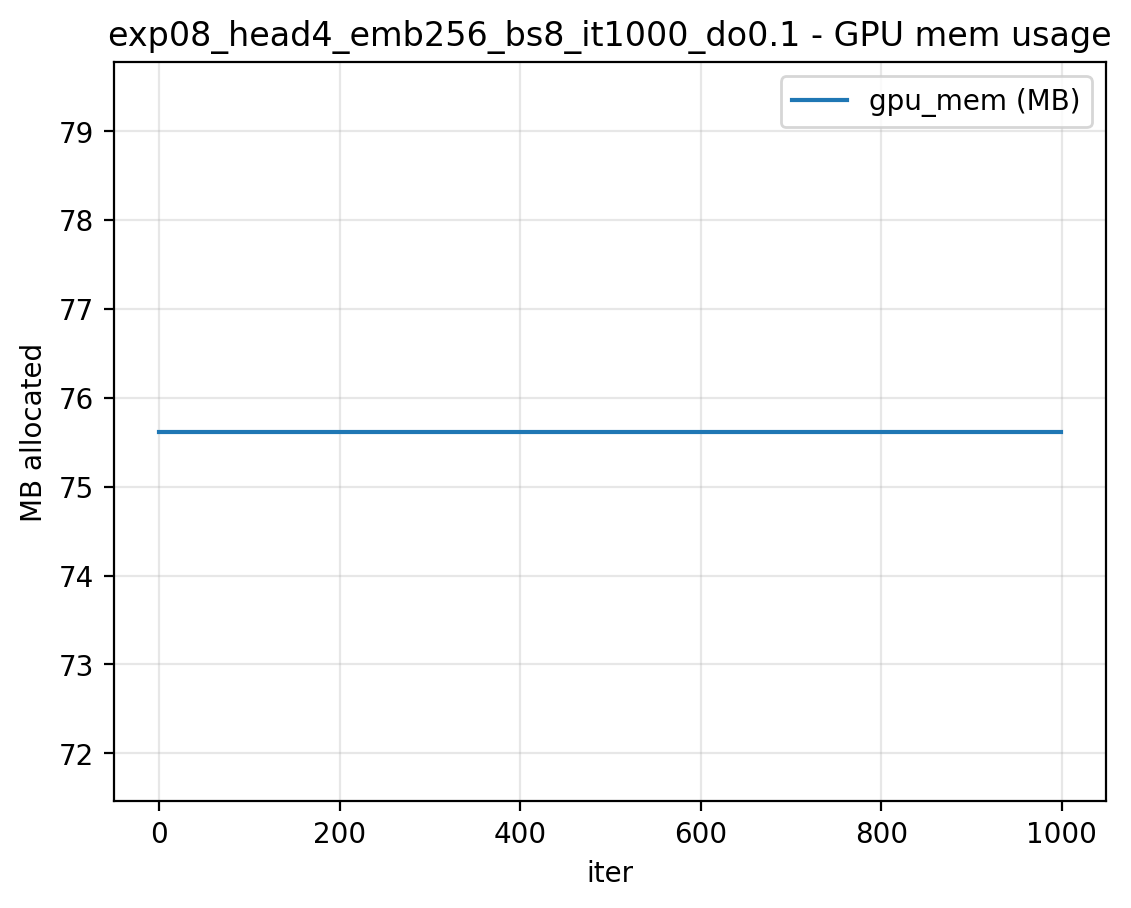 exp08_head4_emb256_bs8_it1000_do0.1 - GPU mem usage
gpu_mem (MB)
79
78
77
76
75
74
73
72
MB allocated
0 200 400 600 800 1000
iter